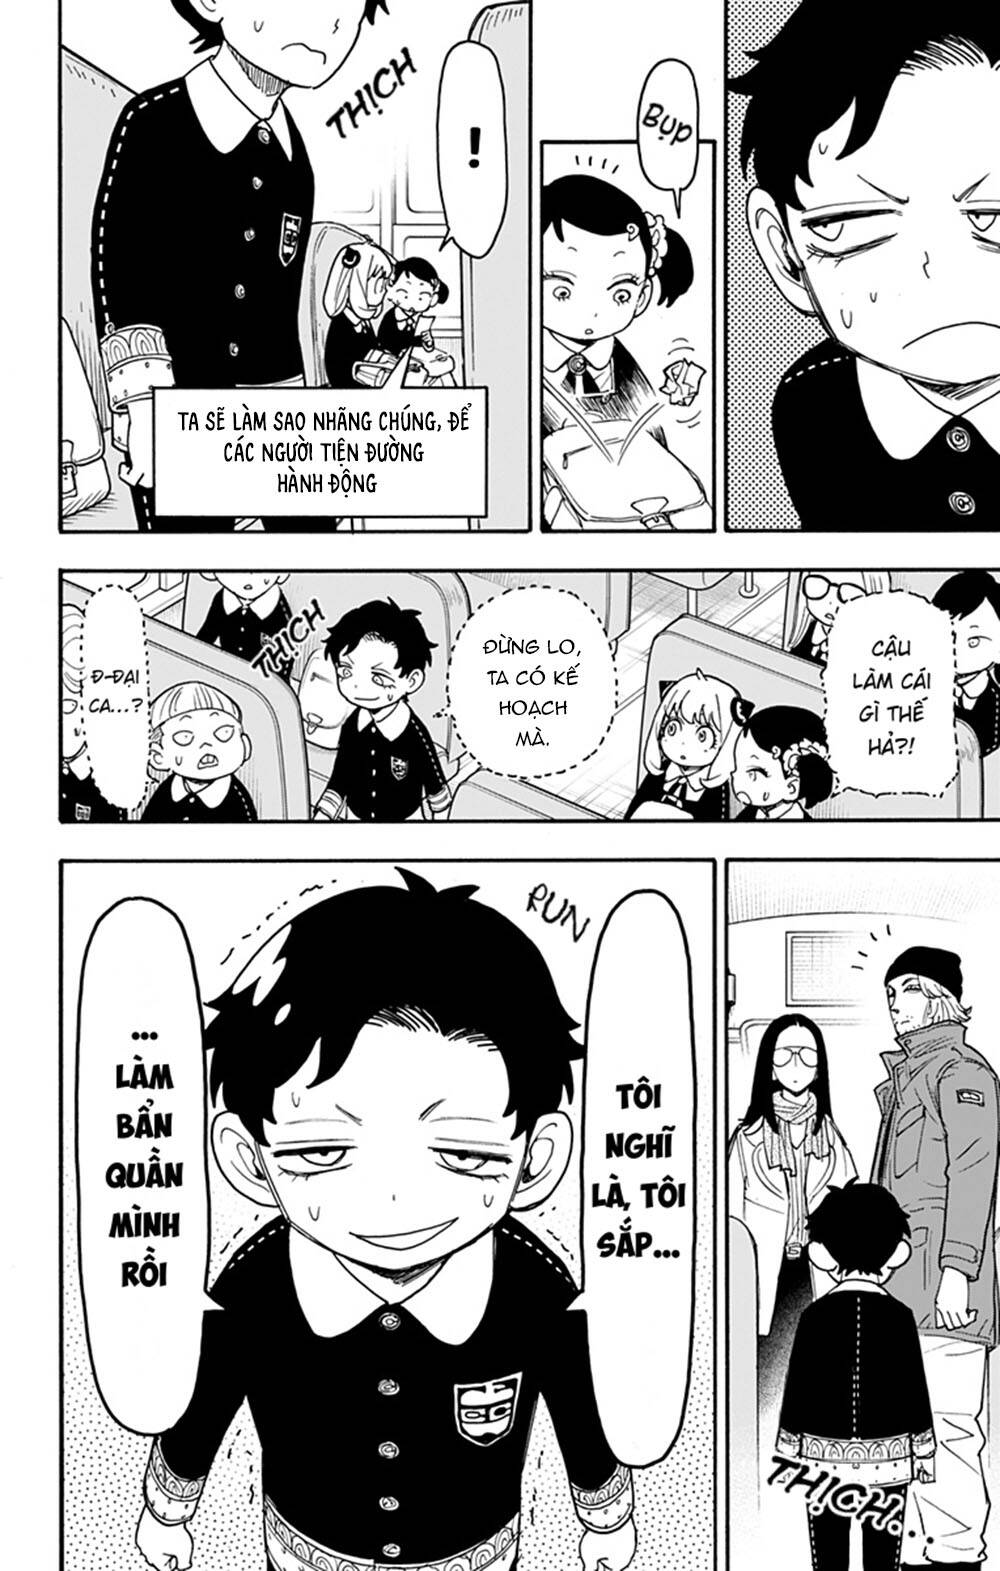 BỤP
!
THỊCH
TA SẼ LÀM SAO NHÃNG CHÚNG, ĐỂ
CÁC NGƯỜI TIỆN ĐƯỜNG
HÀNH ĐỘNG
CẬU
LÀM CÁI
GÌ THẾ
HẢ?!
ĐỪNG LO,
TA CÓ KẾ
HOẠCH
MÀ.
THỊCH
Đ-ĐẠI
CA...?
THỊCH...
RUN
TÔI
NGHĨ
LÀ, TÔI
SẮP...
...
LÀM
BẨN
QUẦN
MÌNH
RỒI